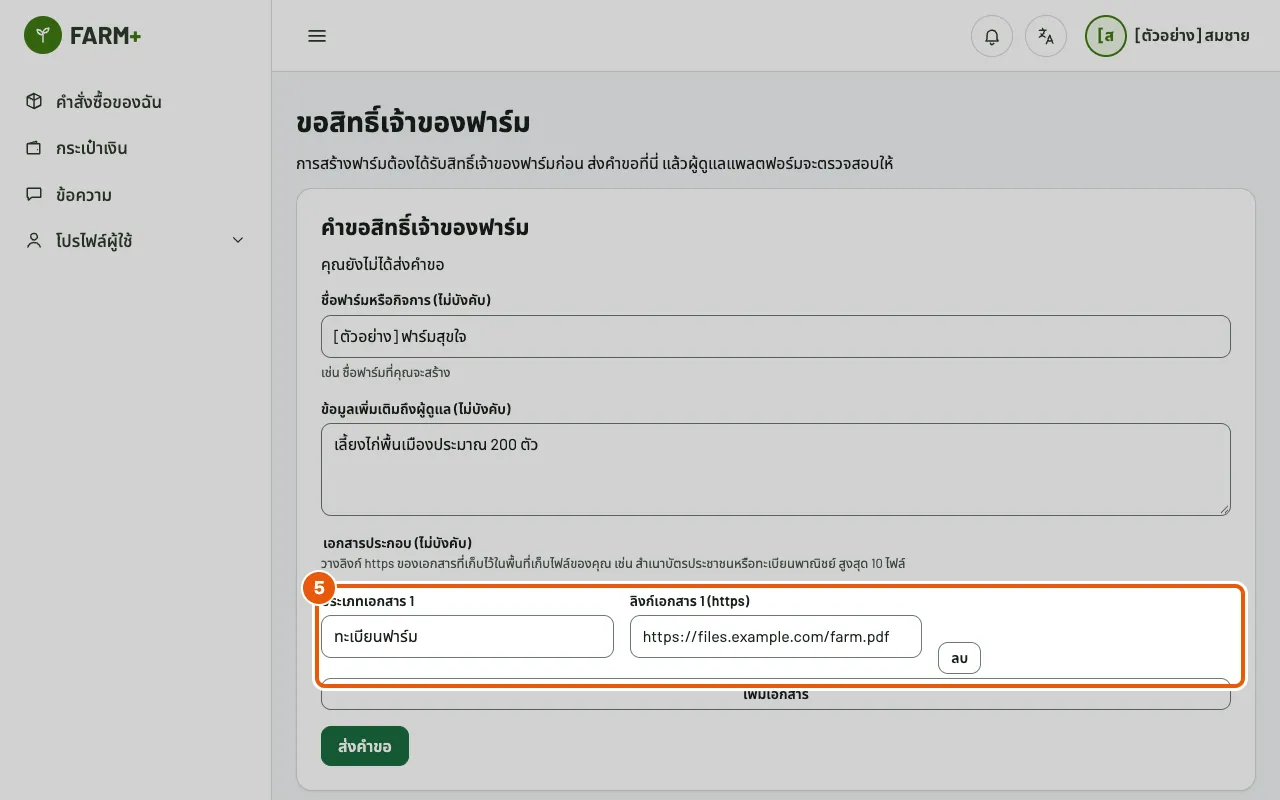 FARM+
[ส
[ตัวอย่าง] สมชาย
คำสั่งซื้อของฉัน
กระเป๋าเงิน
ข้อความ
โปรไฟล์ผู้ใช้
ขอสิทธิ์เจ้าของฟาร์ม
การสร้างฟาร์มต้องได้รับสิทธิ์เจ้าของฟาร์มก่อน ส่งคำขอที่นี่ แล้วผู้ดูแลแพลตฟอร์มจะตรวจสอบให้
คำขอสิทธิ์เจ้าของฟาร์ม
คุณยังไม่ได้ส่งคำขอ
ชื่อฟาร์มหรือกิจการ (ไม่บังคับ)
[ตัวอย่าง] ฟาร์มสุขใจ
เช่น ชื่อฟาร์มที่คุณจะสร้าง
ข้อมูลเพิ่มเติมถึงผู้ดูแล (ไม่บังคับ)
เลี้ยงไก่พื้นเมืองประมาณ 200 ตัว
เอกสารประกอบ (ไม่บังคับ)
วางลิงก์ https ของเอกสารที่เก็บไว้ในพื้นที่เก็บไฟล์ของคุณ เช่น สำเนาบัตรประชาชนหรือทะเบียนพาณิชย์ สูงสุด 10 ไฟล์
5
ประเภทเอกสาร 1
ลิงก์เอกสาร 1 (https)
ทะเบียนฟาร์ม
https://files.example.com/farm.pdf
ลบ
เพิ่มเอกสาร
ส่งคำขอ